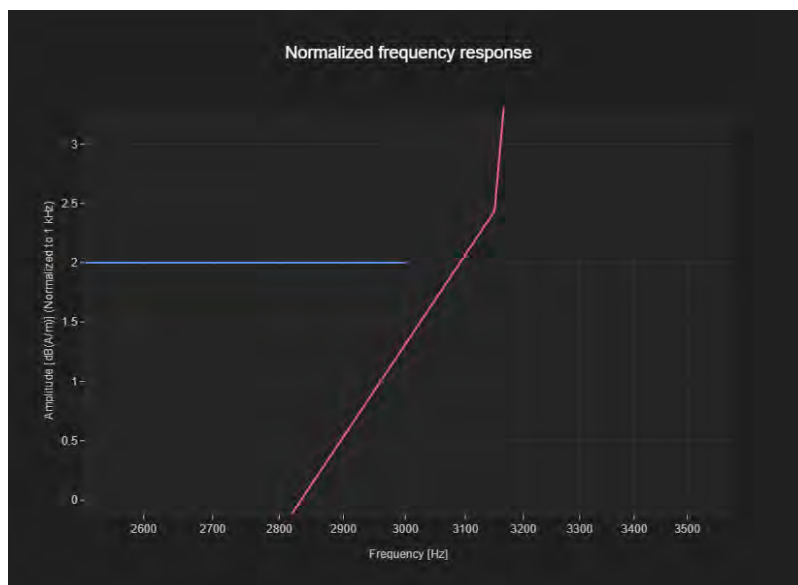 Normalized frequency response
Amplitude [dB(A/m)] (Normalized to 1 kHz)
3
2.5
2
1.5
1
0.5
0
2600 2700 2800 2900 3000 3100 3200 3300 3400 3500
Frequency [Hz]